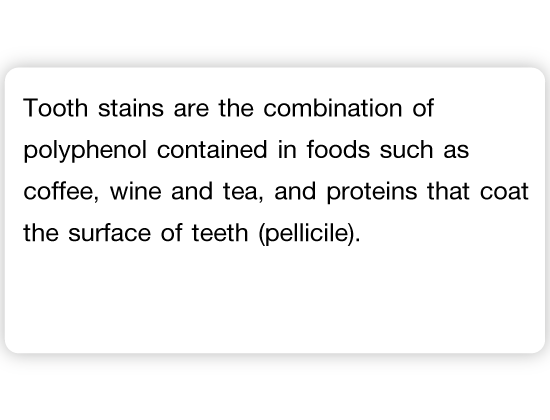 Tooth stains are the combination of
polyphenol contained in foods such as
coffee, wine and tea, and proteins that coat
the surface of teeth (pellicile).